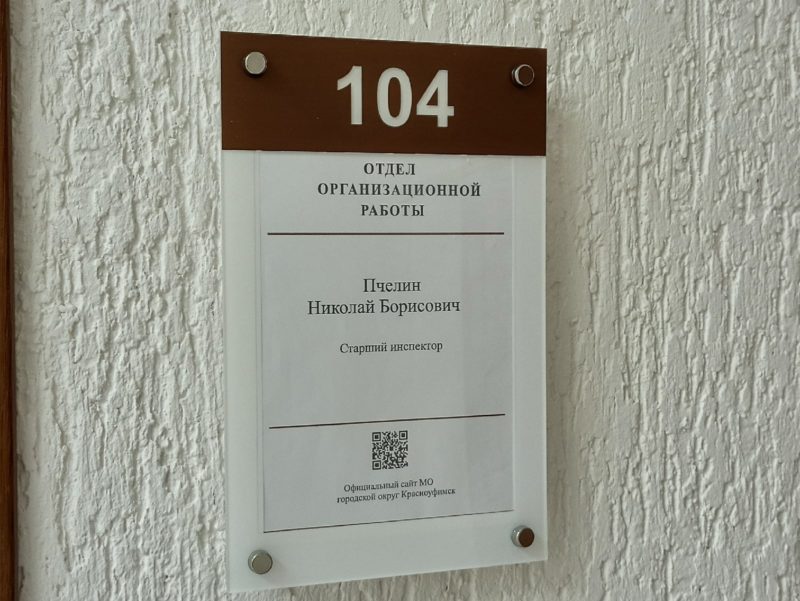 104
ОТДЕЛ
ОРГАНИЗАЦИОННОЙ
РАБОТЫ
Пчелин
Николай Борисович
Старший инспектор
Официальный сайт МО
городской округ Красноуфимск